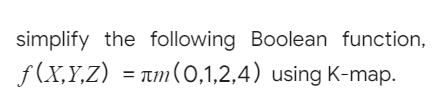 simplify the following Boolean function,
f(X,Y,Z) = πm(0,1,2,4) using K-map.